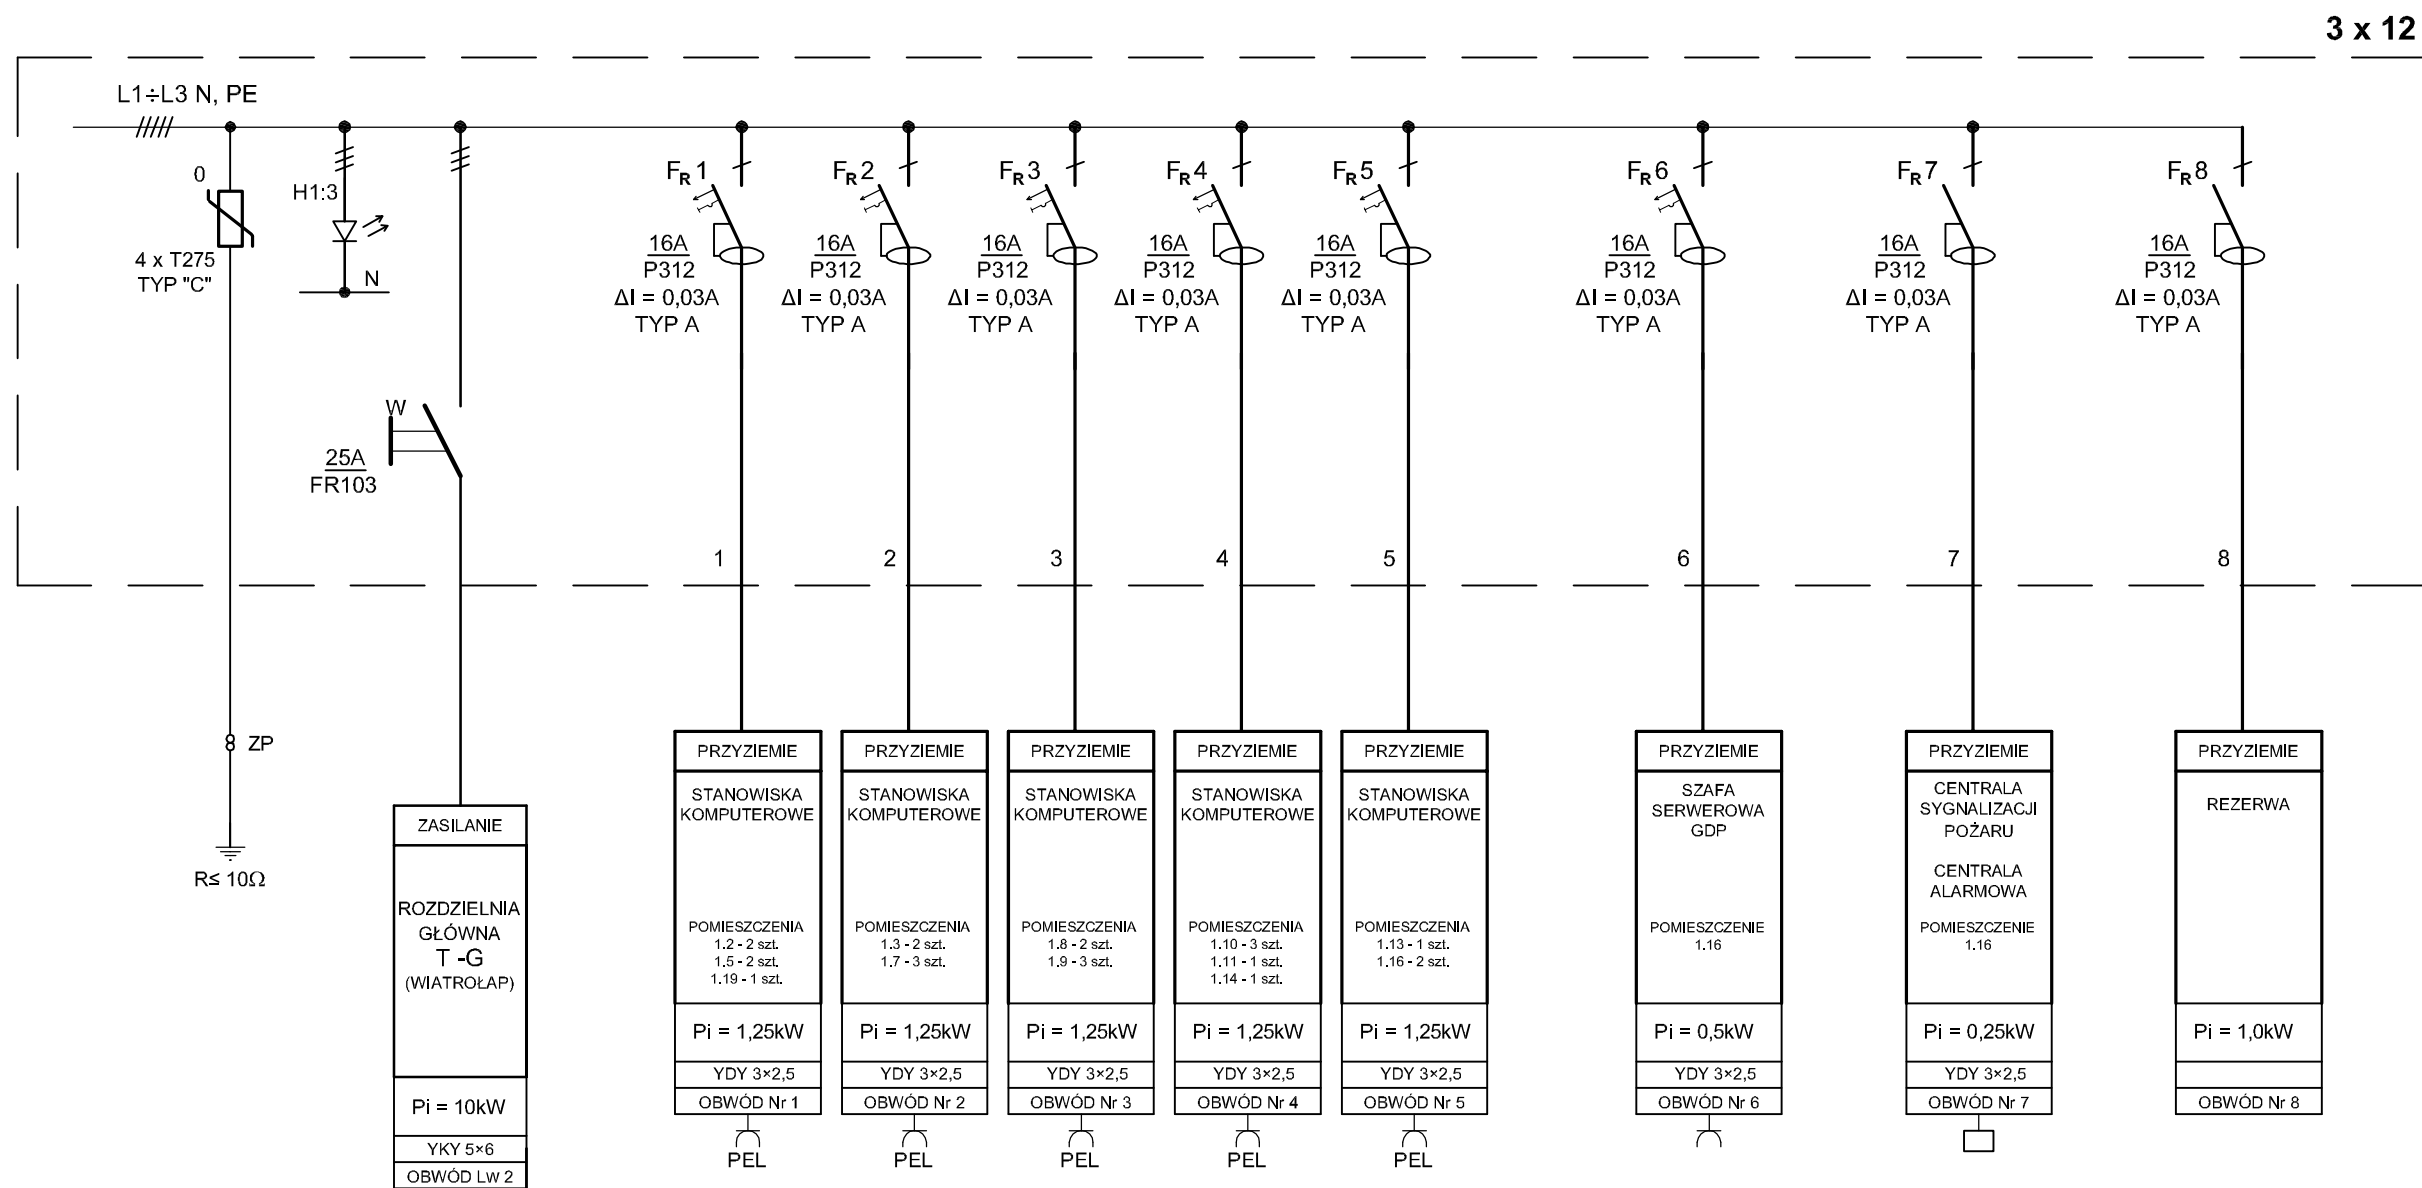 3 x 12
L1÷L3 N, PE
0
4 x T275
TYP "C"
H1:3
N
W
25A
FR103
FR1
16A
P312
ΔI = 0,03A
TYP A
FR2
16A
P312
ΔI = 0,03A
TYP A
FR3
16A
P312
ΔI = 0,03A
TYP A
FR4
16A
P312
ΔI = 0,03A
TYP A
FR5
16A
P312
ΔI = 0,03A
TYP A
FR6
16A
P312
ΔI = 0,03A
TYP A
FR7
16A
P312
ΔI = 0,03A
TYP A
FR8
16A
P312
ΔI = 0,03A
TYP A
1
2
3
4
5
6
7
8
ZP
R≤ 10Ω
ZASILANIE
ROZDZIELNIA
GŁÓWNA
T -G
(WIATROŁAP)
Pi = 10kW
YKY 5×6
OBWÓD Lw 2
PRZYZIEMIE
STANOWISKA
KOMPUTEROWE
POMIESZCZENIA
1.2 - 2 szt.
1.5 - 2 szt.
1.19 - 1 szt.
Pi = 1,25kW
YDY 3×2,5
OBWÓD Nr 1
PEL
PRZYZIEMIE
STANOWISKA
KOMPUTEROWE
POMIESZCZENIA
1.3 - 2 szt.
1.7 - 3 szt.
Pi = 1,25kW
YDY 3×2,5
OBWÓD Nr 2
PEL
PRZYZIEMIE
STANOWISKA
KOMPUTEROWE
POMIESZCZENIA
1.8 - 2 szt.
1.9 - 3 szt.
Pi = 1,25kW
YDY 3×2,5
OBWÓD Nr 3
PEL
PRZYZIEMIE
STANOWISKA
KOMPUTEROWE
POMIESZCZENIA
1.10 - 3 szt.
1.11 - 1 szt.
1.14 - 1 szt.
Pi = 1,25kW
YDY 3×2,5
OBWÓD Nr 4
PEL
PRZYZIEMIE
STANOWISKA
KOMPUTEROWE
POMIESZCZENIA
1.13 - 1 szt.
1.16 - 2 szt.
Pi = 1,25kW
YDY 3×2,5
OBWÓD Nr 5
PEL
PRZYZIEMIE
SZAFA
SERWEROWA
GDP
POMIESZCZENIE
1.16
Pi = 0,5kW
YDY 3×2,5
OBWÓD Nr 6
PRZYZIEMIE
CENTRALA
SYGNALIZACJI
POŻARU
CENTRALA
ALARMOWA
POMIESZCZENIE
1.16
Pi = 0,25kW
YDY 3×2,5
OBWÓD Nr 7
PRZYZIEMIE
REZERWA
Pi = 1,0kW
OBWÓD Nr 8